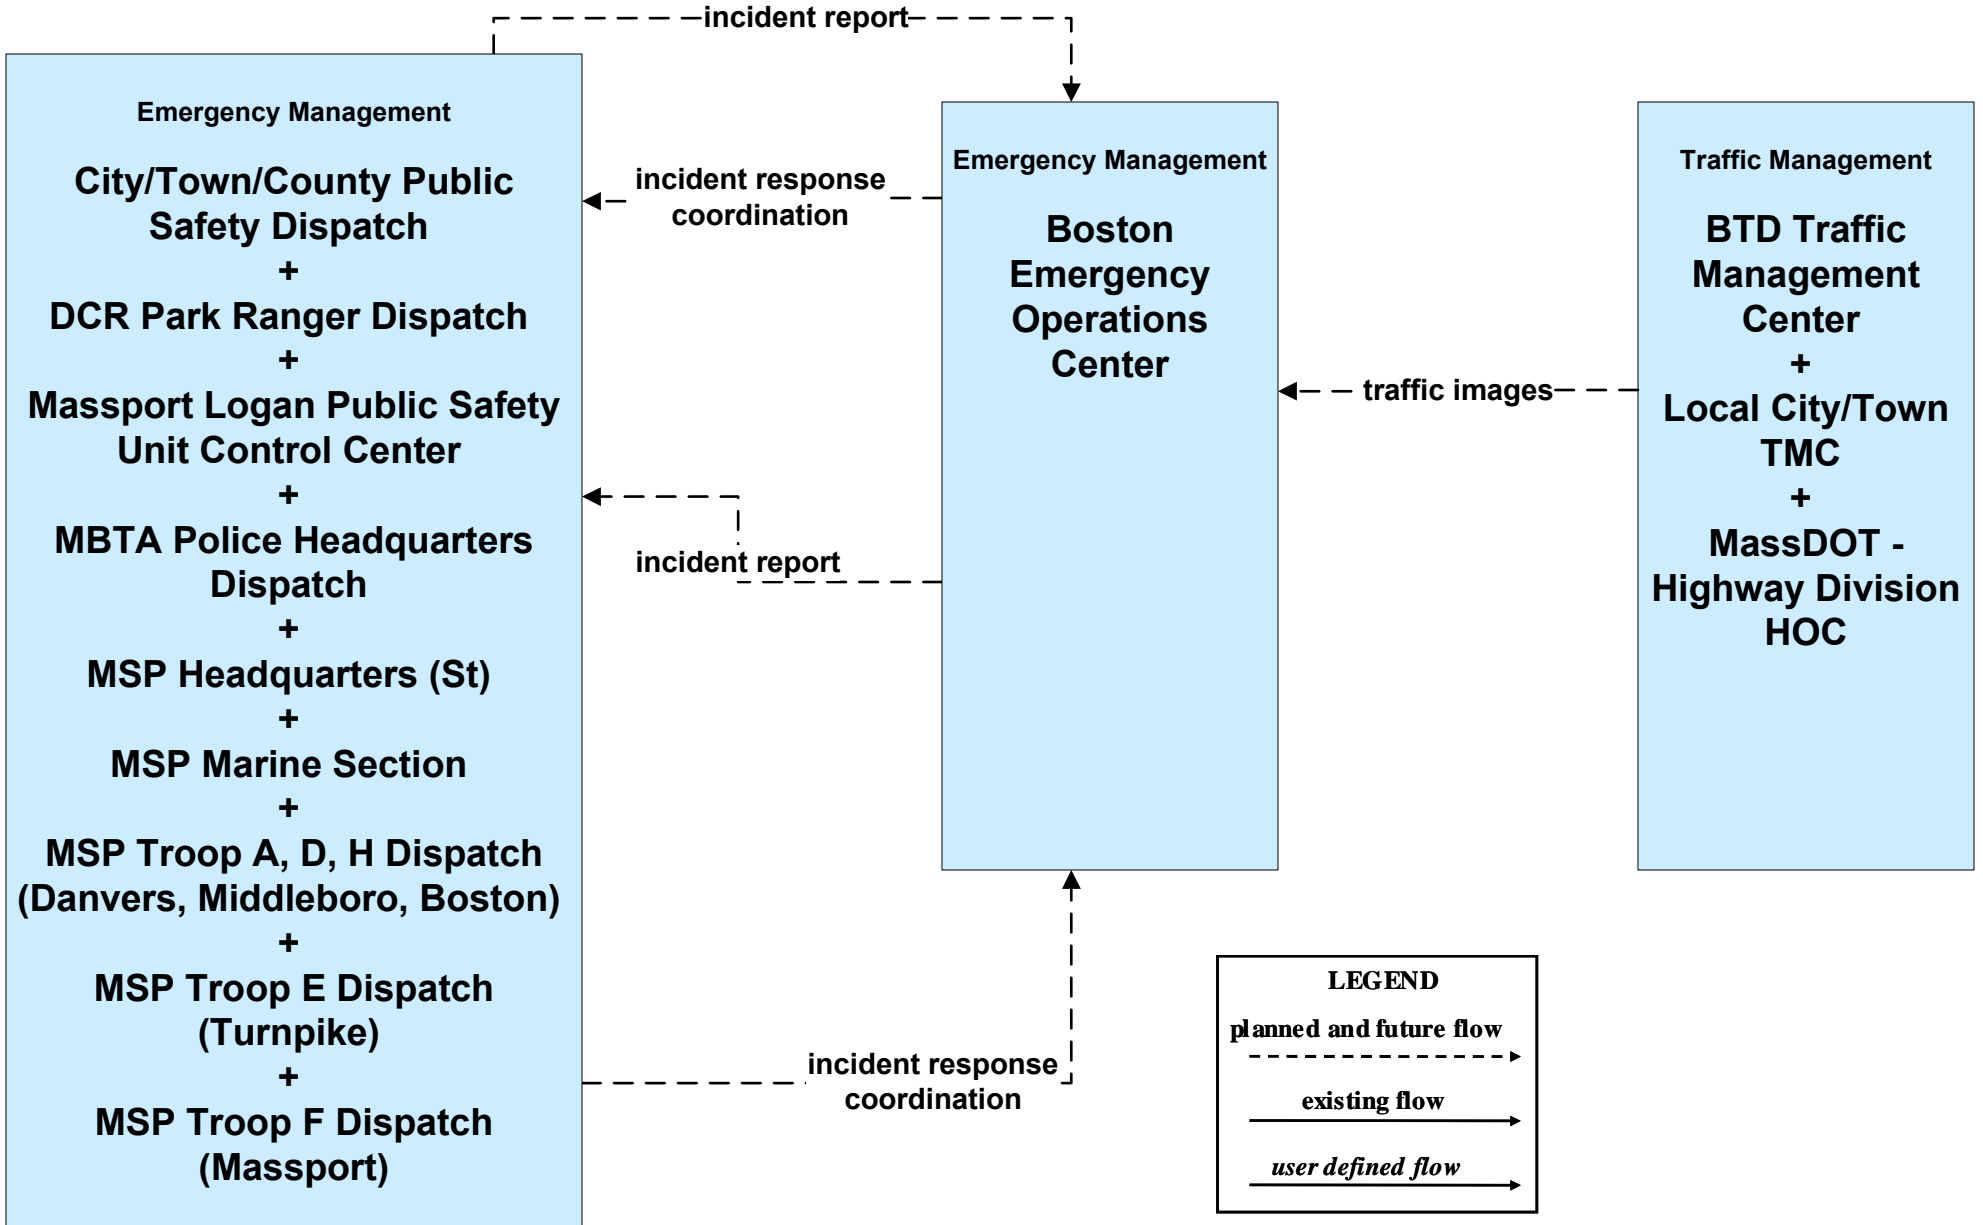 incident report
Emergency Management
City/Town/County Public
Safety Dispatch
+
DCR Park Ranger Dispatch
+
Massport Logan Public Safety
Unit Control Center
+
MBTA Police Headquarters
Dispatch
+
MSP Headquarters (St)
+
MSP Marine Section
+
MSP Troop A, D, H Dispatch
(Danvers, Middleboro, Boston)
+
MSP Troop E Dispatch
(Turnpike)
+
MSP Troop F Dispatch
(Massport)
incident response
coordination
incident report
incident response
coordination
Emergency Management
Boston
Emergency
Operations
Center
traffic images
Traffic Management
BTD Traffic
Management
Center
+
Local City/Town
TMC
+
MassDOT -
Highway Division
HOC
LEGEND
planned and future flow
existing flow
user defined flow